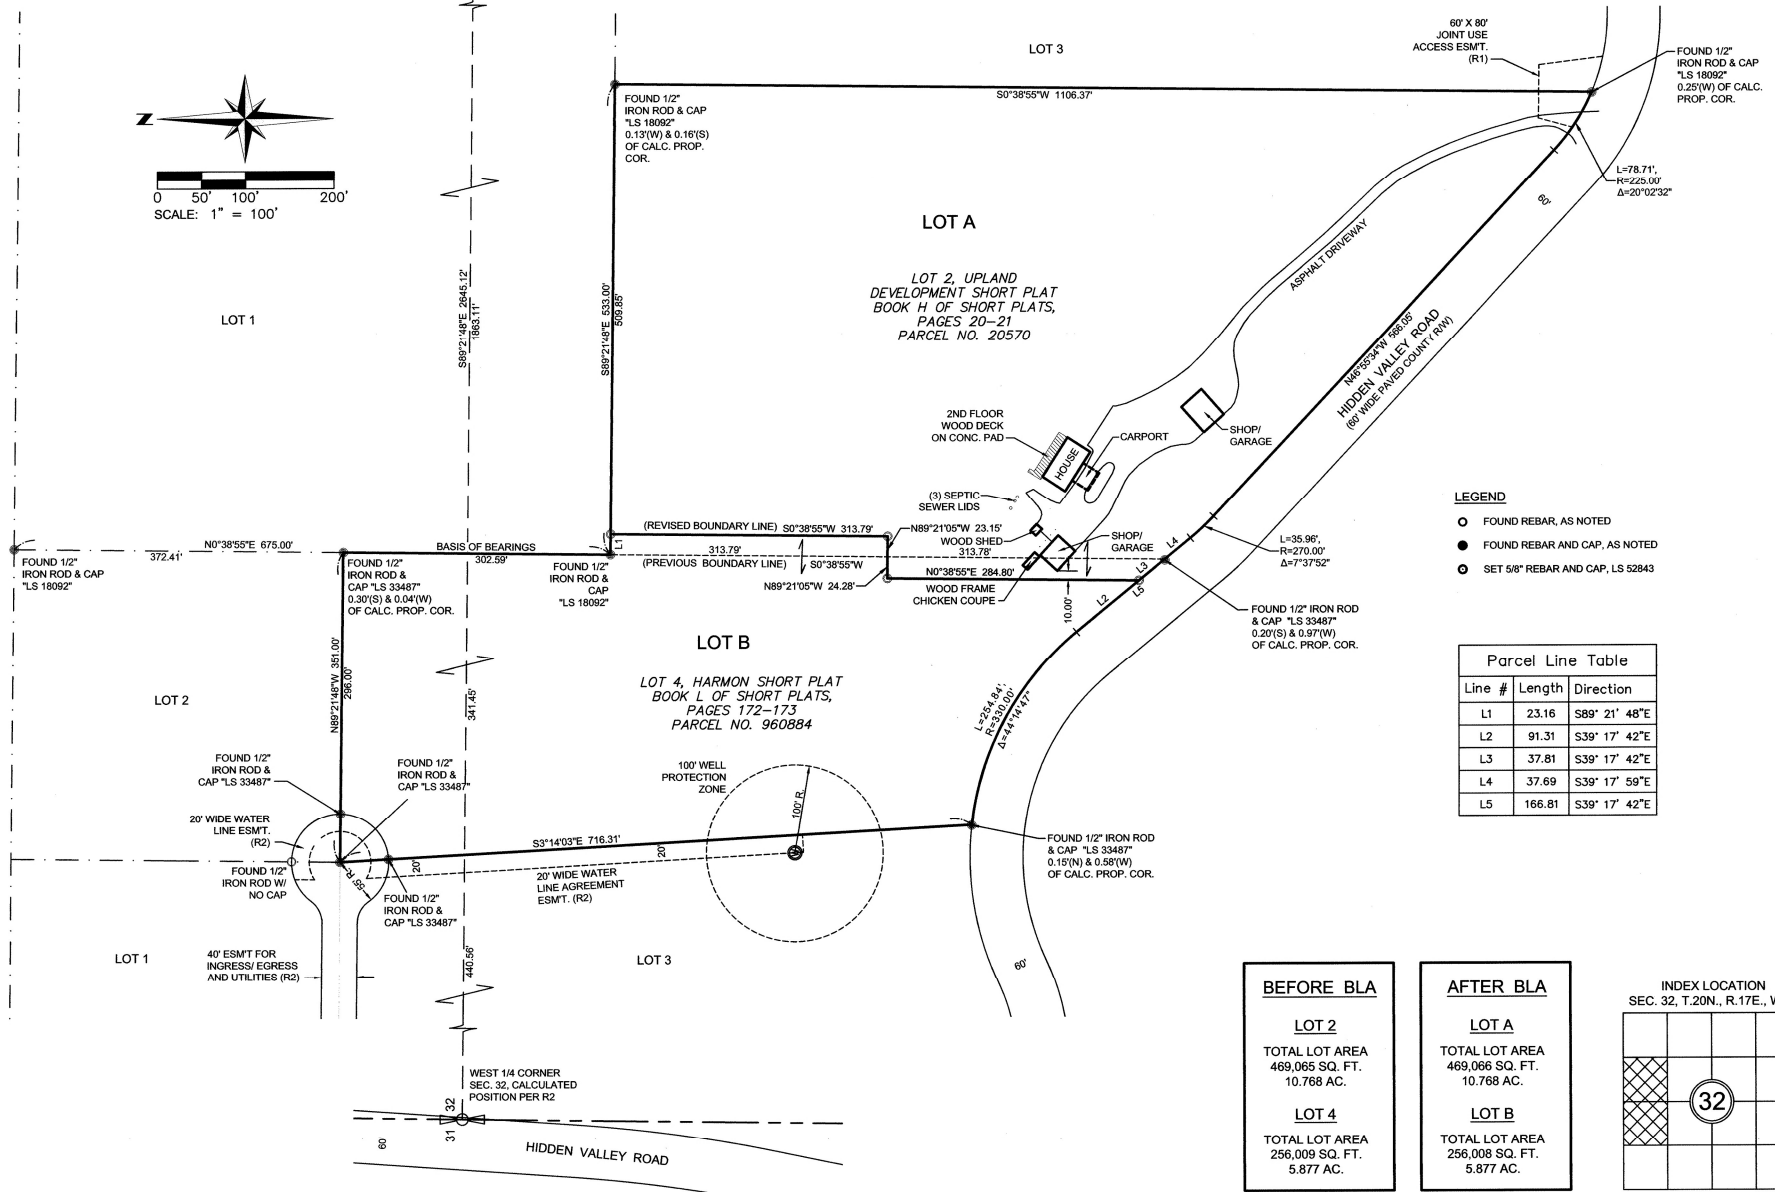 LOT 3
60' X 80'
JOINT USE
ACCESS ESM'T.
(R1)
FOUND 1/2"
IRON ROD & CAP
"LS 18092"
0.25'(W) OF CALC.
PROP. COR.
Z
0 50' 100' 200'
SCALE: 1" = 100'
FOUND 1/2"
IRON ROD & CAP
"LS 18092"
0.13'(W) & 0.16'(S)
OF CALC. PROP.
COR.
S0°38'55"W 1106.37'
L=78.71',
R=225.00'
Δ=20°02'32"
60'
LOT A
LOT 2, UPLAND
DEVELOPMENT SHORT PLAT
BOOK H OF SHORT PLATS,
PAGES 20-21
PARCEL NO. 20570
ASPHALT DRIVEWAY
LOT 1
S89°21'48"E 2645.12'
1863.11'
S89°21'48"E 533.00'
509.85'
N46°55'34"W 566.05'
HIDDEN VALLEY ROAD
(60' WIDE PAVED COUNTY R/W)
2ND FLOOR
WOOD DECK
ON CONC. PAD
HOUSE
CARPORT
SHOP/
GARAGE
(3) SEPTIC
SEWER LIDS
LEGEND
FOUND REBAR, AS NOTED
FOUND REBAR AND CAP, AS NOTED
SET 5/8" REBAR AND CAP, LS 52843
(REVISED BOUNDARY LINE) S0°38'55"W 313.79'
N89°21'05"W 23.15'
WOOD SHED
SHOP/
GARAGE
L1
313.79'
313.78'
(PREVIOUS BOUNDARY LINE)
S0°38'55"W
N0°38'55"E 284.80'
N89°21'05"W 24.28'
WOOD FRAME
CHICKEN COUPE
10.00'
L4
L3
L5
L2
L=35.96',
R=270.00'
Δ=7°37'52"
N0°38'55"E 675.00'
372.41'
BASIS OF BEARINGS
302.59'
FOUND 1/2"
IRON ROD & CAP
"LS 18092"
FOUND 1/2"
IRON ROD &
CAP "LS 33487"
0.30'(S) & 0.04'(W)
OF CALC. PROP. COR.
FOUND 1/2"
IRON ROD &
CAP
"LS 18092"
FOUND 1/2" IRON ROD
& CAP "LS 33487"
0.20'(S) & 0.97'(W)
OF CALC. PROP. COR.
LOT B
LOT 4, HARMON SHORT PLAT
BOOK L OF SHORT PLATS,
PAGES 172-173
PARCEL NO. 960884
Parcel Line Table
Line # Length Direction
L1 23.16 S89° 21' 48"E
L2 91.31 S39° 17' 42"E
L3 37.81 S39° 17' 42"E
L4 37.69 S39° 17' 59"E
L5 166.81 S39° 17' 42"E
LOT 2
N89°21'48"W 351.00'
296.00'
341.45'
L=254.84',
R=330.00'
Δ=44°14'47"
FOUND 1/2"
IRON ROD &
CAP "LS 33487"
FOUND 1/2"
IRON ROD &
CAP "LS 33487"
100' WELL
PROTECTION
ZONE
100' R.
20' WIDE WATER
LINE ESM'T.
(R2)
S3°14'03"E 716.31'
20'
20'
20' WIDE WATER
LINE AGREEMENT
ESM'T. (R2)
FOUND 1/2" IRON ROD
& CAP "LS 33487"
0.15'(N) & 0.58'(W)
OF CALC. PROP. COR.
FOUND 1/2"
IRON ROD W/
NO CAP
55' R.
FOUND 1/2"
IRON ROD &
CAP "LS 33487"
LOT 1
40' ESM'T FOR
INGRESS/ EGRESS
AND UTILITIES (R2)
440.56'
LOT 3
60'
WEST 1/4 CORNER
SEC. 32, CALCULATED
POSITION PER R2
32
31
60
HIDDEN VALLEY ROAD
BEFORE BLA
LOT 2
TOTAL LOT AREA
469,065 SQ. FT.
10.768 AC.
LOT 4
TOTAL LOT AREA
256,009 SQ. FT.
5.877 AC.
AFTER BLA
LOT A
TOTAL LOT AREA
469,066 SQ. FT.
10.768 AC.
LOT B
TOTAL LOT AREA
256,008 SQ. FT.
5.877 AC.
INDEX LOCATION
SEC. 32, T.20N., R.17E., W
32